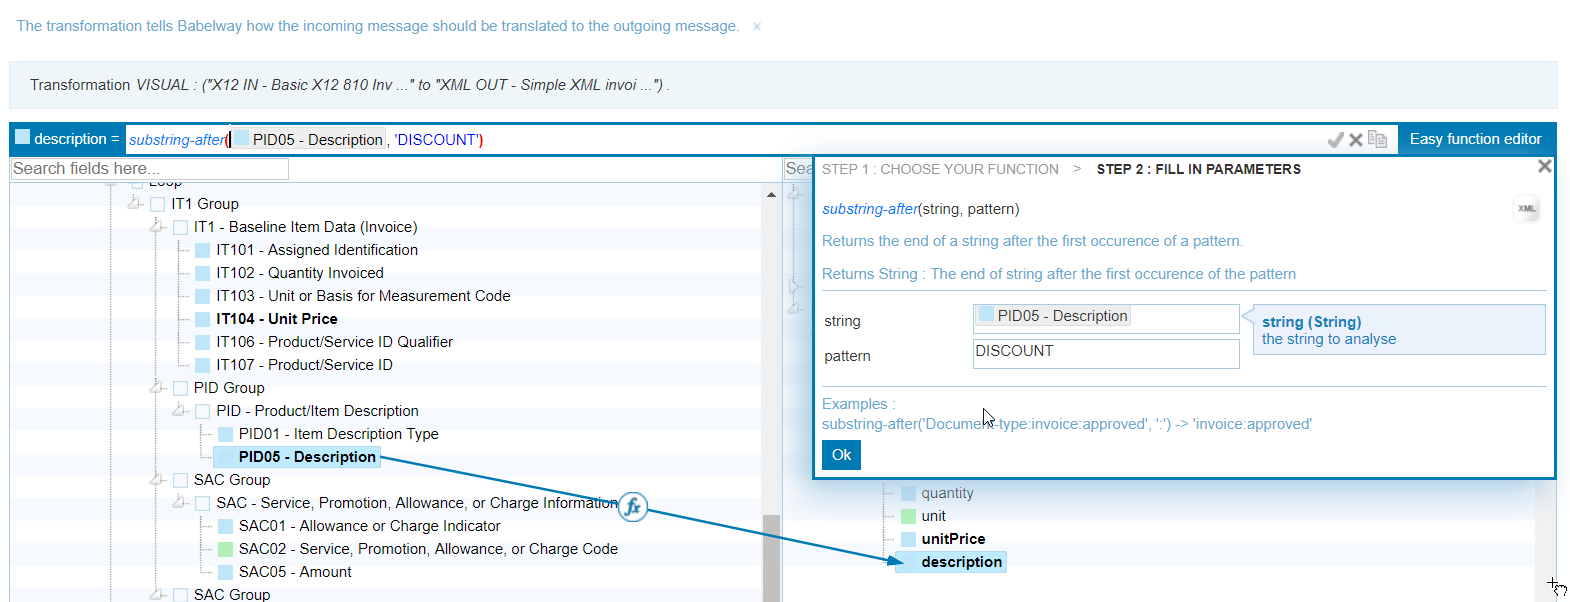 The transformation tells Babelway how the incoming message should be translated to the outgoing message. ×
Transformation VISUAL : ("X12 IN - Basic X12 810 Inv ..." to "XML OUT - Simple XML invoi ...") .
description = substring-after( PID05 - Description , 'DISCOUNT') Easy function editor
Search fields here...
Sea
STEP 1 : CHOOSE YOUR FUNCTION > STEP 2 : FILL IN PARAMETERS
Loop
IT1 Group
IT1 - Baseline Item Data (Invoice)
IT101 - Assigned Identification
IT102 - Quantity Invoiced
IT103 - Unit or Basis for Measurement Code
IT104 - Unit Price
IT106 - Product/Service ID Qualifier
IT107 - Product/Service ID
PID Group
PID - Product/Item Description
PID01 - Item Description Type
PID05 - Description
SAC Group
SAC - Service, Promotion, Allowance, or Charge Information
SAC01 - Allowance or Charge Indicator
SAC02 - Service, Promotion, Allowance, or Charge Code
SAC05 - Amount
SAC Group
fx
substring-after(string, pattern)
XML
Returns the end of a string after the first occurence of a pattern.
Returns String : The end of string after the first occurence of the pattern
string PID05 - Description
string (String)
the string to analyse
pattern DISCOUNT
Examples :
substring-after('Document-type:invoice:approved', ':') -> 'invoice:approved'
Ok
quantity
unit
unitPrice
description